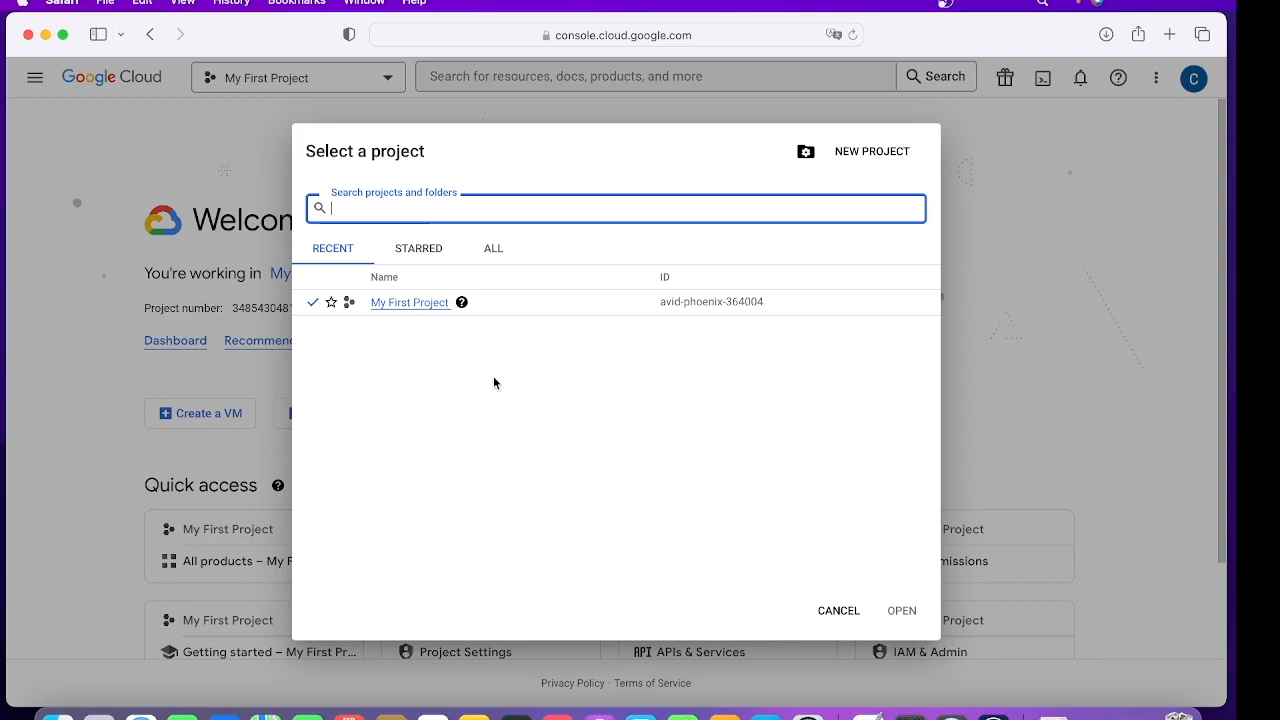 Safari File Edit View History Bookmarks Window Help
console.cloud.google.com
Google Cloud My First Project Search for resources, docs, products, and more Search C
Select a project NEW PROJECT
Search projects and folders
RECENT STARRED ALL
Name ID
My First Project avid-phoenix-364004
CANCEL OPEN
You're working in My
Project number:
Dashboard
Create a VM
Quick access
My First Project Project
All products – My F
My First Project Project
Getting started – My First Pr... Project Settings API APIs & Services IAM & Admin
Privacy Policy · Terms of Service